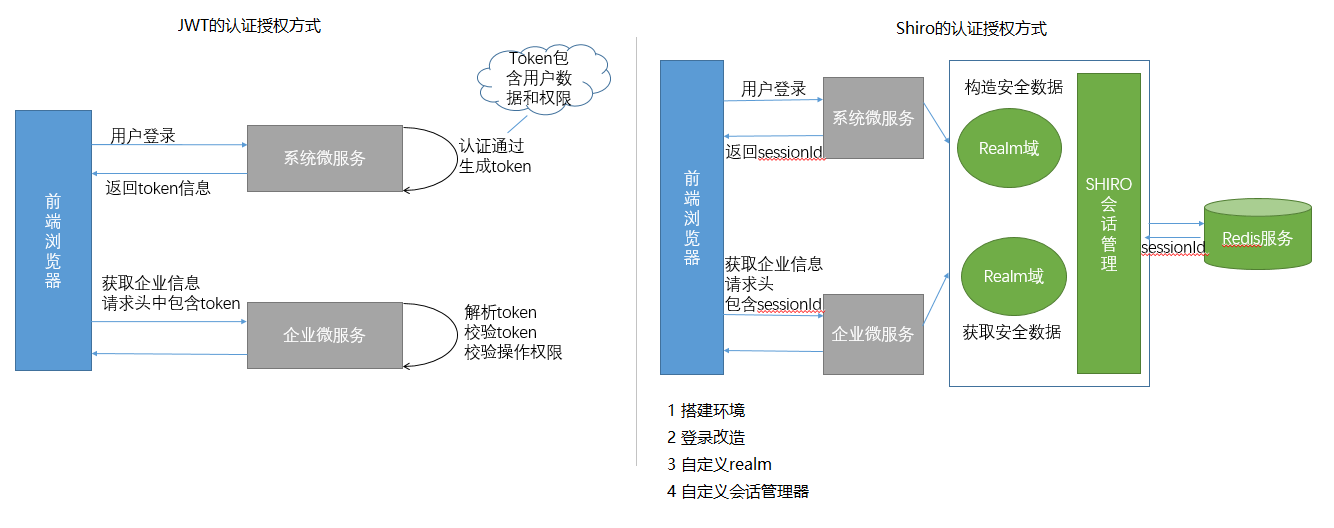 JWT的认证授权方式
Token包
含用户数
据和权限
用户登录
系统微服务
认证通过
生成token
返回token信息
前
端
浏
览
器
获取企业信息
请求头中包含token
企业微服务
解析token
校验token
校验操作权限
Shiro的认证授权方式
用户登录
系统微服务
返回sessionId
前
端
浏
览
器
获取企业信息
请求头
包含sessionId
企业微服务
构造安全数据
Realm域
Realm域
获取安全数据
SHIRO
会
话
管
理
sessionId
Redis服务
1 搭建环境
2 登录改造
3 自定义realm
4 自定义会话管理器